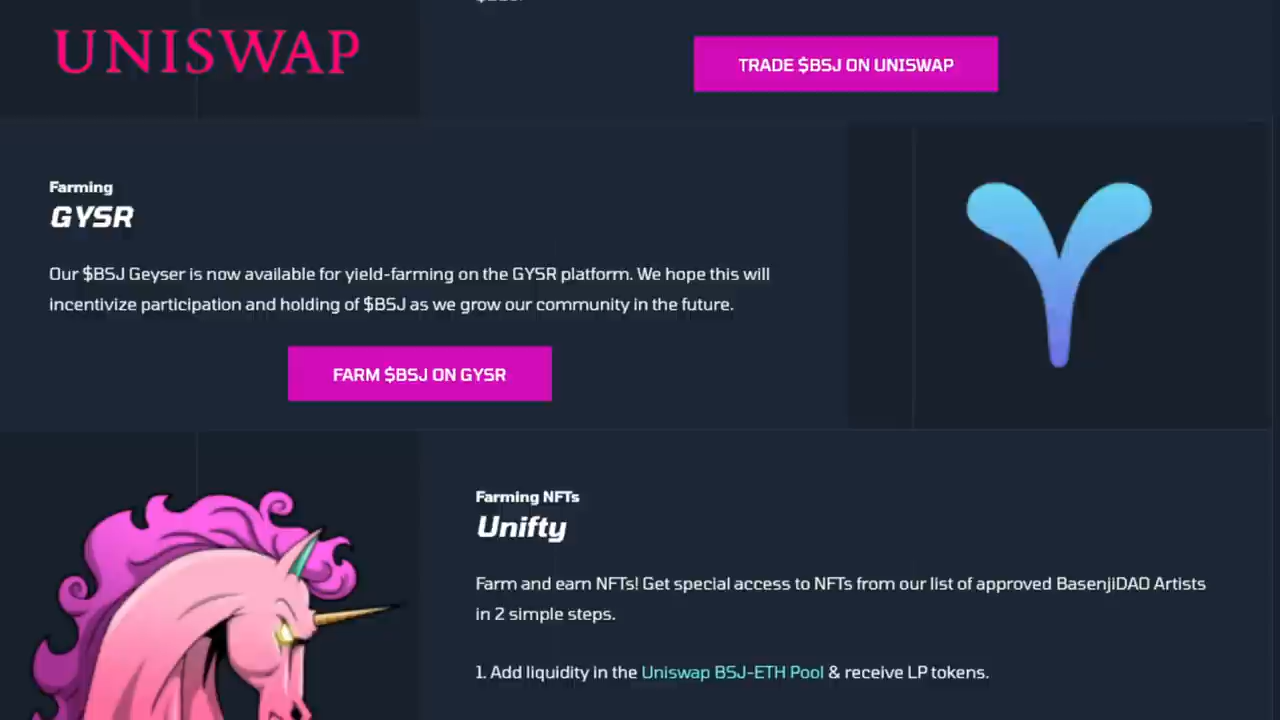 UNISWAP
TRADE $BSJ ON UNISWAP
Farming
GYSR
Our $BSJ Geyser is now available for yield-farming on the GYSR platform. We hope this will
incentivize participation and holding of $BSJ as we grow our community in the future.
FARM $BSJ ON GYSR
Farming NFTs
Unifty
Farm and earn NFTs! Get special access to NFTs from our list of approved BasenjiDAO Artists
in 2 simple steps.
1. Add liquidity in the Uniswap BSJ-ETH Pool & receive LP tokens.